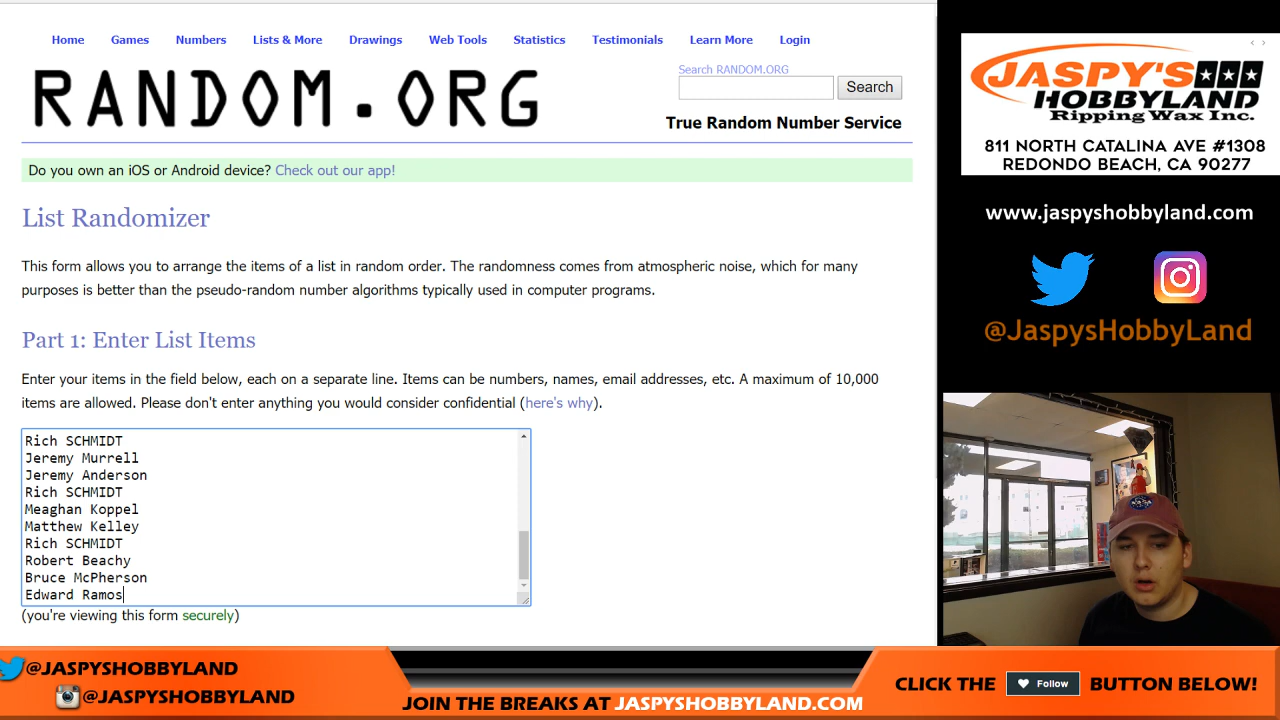 Home Games Numbers Lists & More Drawings Web Tools Statistics Testimonials Learn More Login
RANDOM.ORG
Search RANDOM.ORG
Search
True Random Number Service
Do you own an iOS or Android device? Check out our app!
List Randomizer
This form allows you to arrange the items of a list in random order. The randomness comes from atmospheric noise, which for many
purposes is better than the pseudo-random number algorithms typically used in computer programs.
Part 1: Enter List Items
Enter your items in the field below, each on a separate line. Items can be numbers, names, email addresses, etc. A maximum of 10,000
items are allowed. Please don't enter anything you would consider confidential (here's why).
Rich SCHMIDT
Jeremy Murrell
Jeremy Anderson
Rich SCHMIDT
Meaghan Koppel
Matthew Kelley
Rich SCHMIDT
Robert Beachy
Bruce McPherson
Edward Ramos
(you're viewing this form securely)
JASPY'S
HOBBYLAND
Ripping Wax Inc.
811 NORTH CATALINA AVE #1308
REDONDO BEACH, CA 90277
www.jaspyshobbyland.com
@JaspysHobbyLand
@JASPYSHOBBYLAND
@JASPYSHOBBYLAND
JOIN THE BREAKS AT JASPYSHOBBYLAND.COM
CLICK THE Follow BUTTON BELOW!